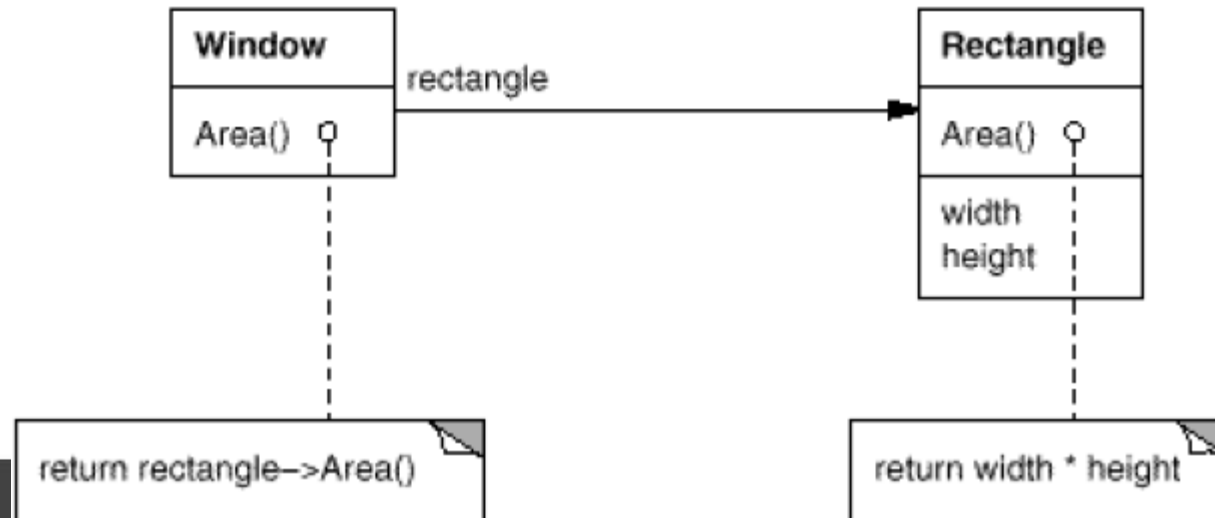 Window
rectangle
Area()
Rectangle
Area()
width
height
return rectangle–>Area()
return width * height